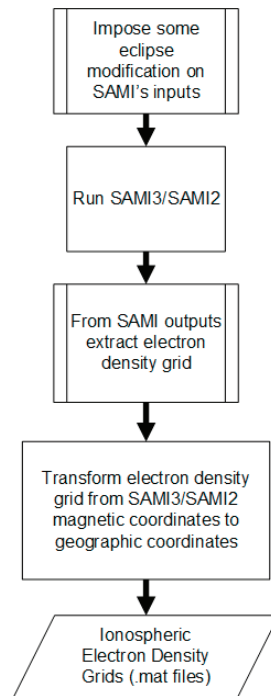 Impose some
eclipse
modification on
SAMI's inputs
Run SAMI3/SAMI2
From SAMI outputs
extract electron
density grid
Transform electron density
grid from SAMI3/SAMI2
magnetic coordinates to
geographic coordinates
Ionospheric
Electron Density
Grids (.mat files)